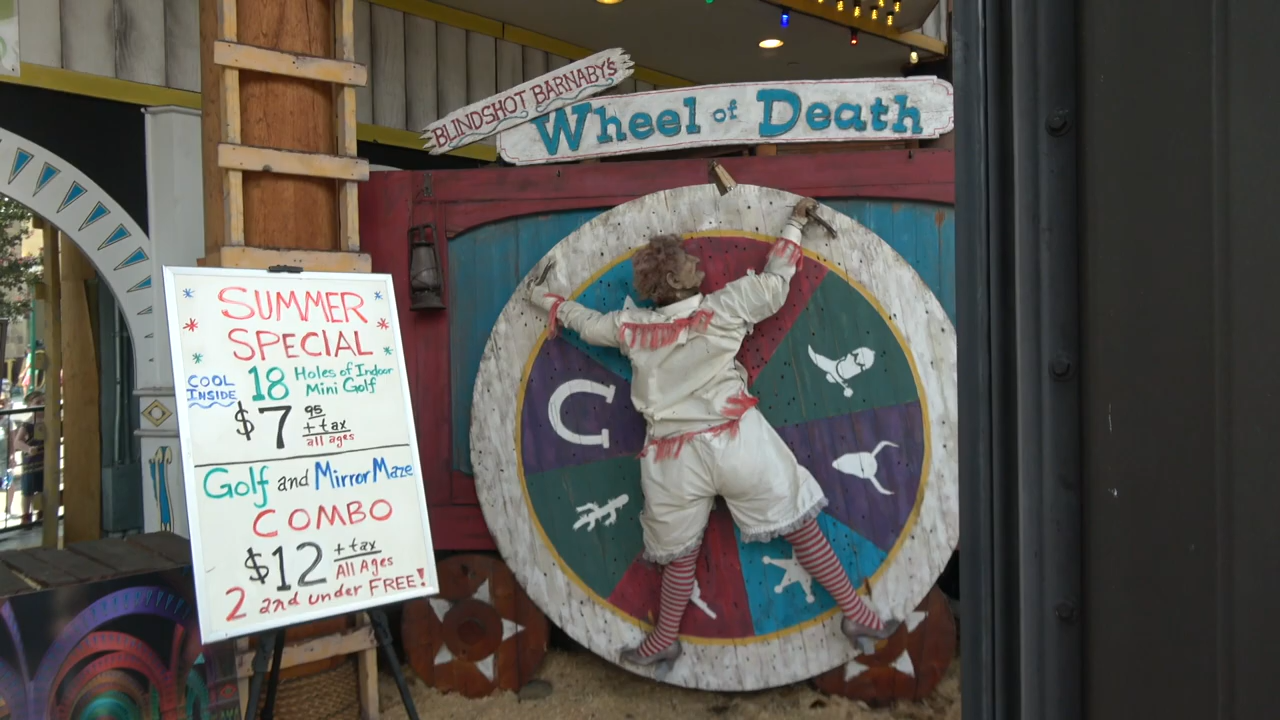 BLINDSHOT BARNABY'S
Wheel of Death
SUMMER
SPECIAL
COOL
INSIDE
18 Holes of Indoor
Mini Golf
$7 95
+ tax
all ages
Golf and Mirror Maze
COMBO
$12 + tax
All Ages
2 and under FREE!